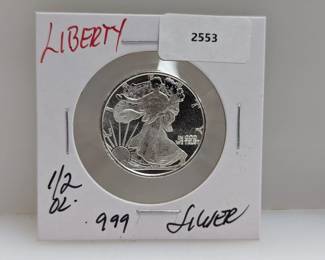 LIBERTY
2553
1/2
OZ.
.999
SILVER